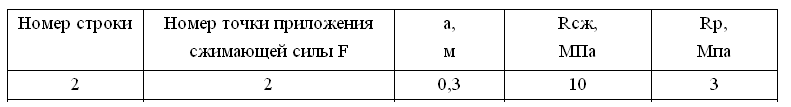 Номер строки Номер точки приложения a, Rсж, Rр,
сжимающей силы F м МПа Мпа
2 2 0,3 10 3